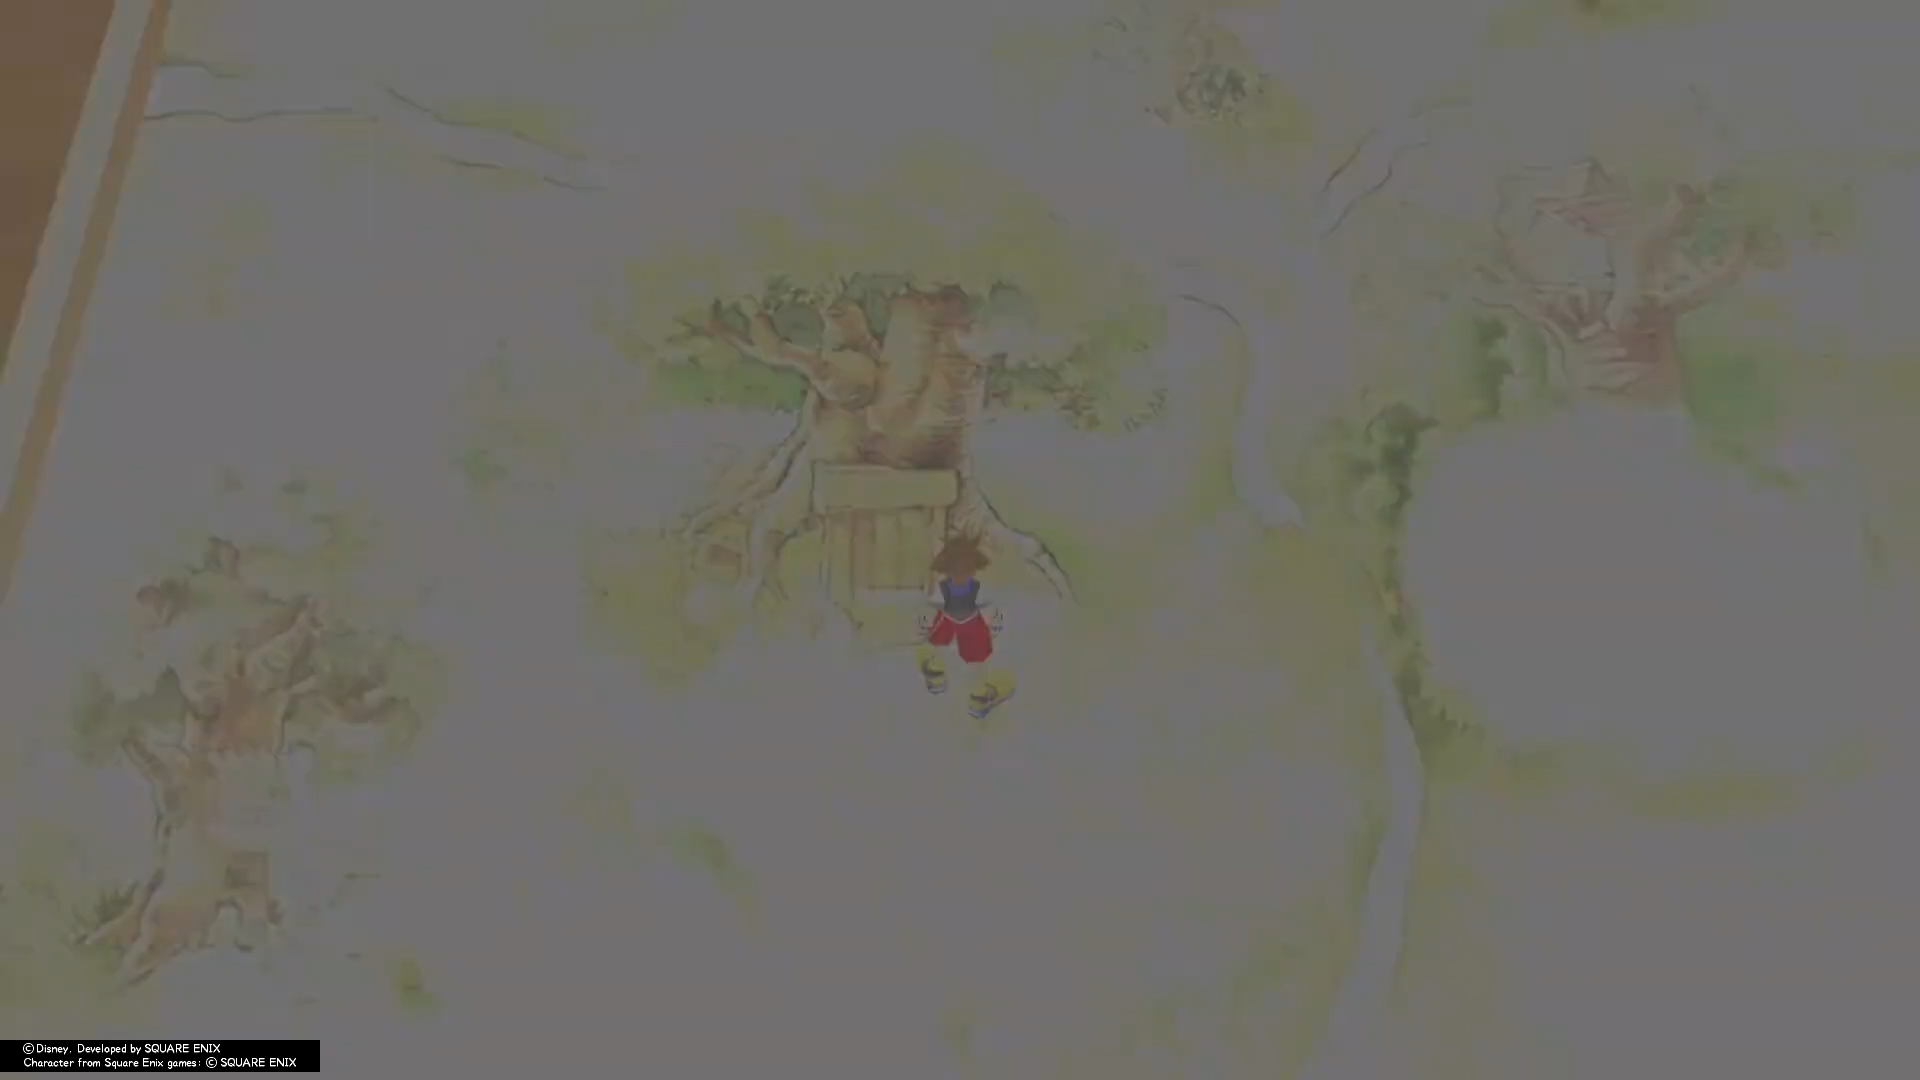 ©Disney. Developed by SQUARE ENIX
Character from Square Enix games: © SQUARE ENIX